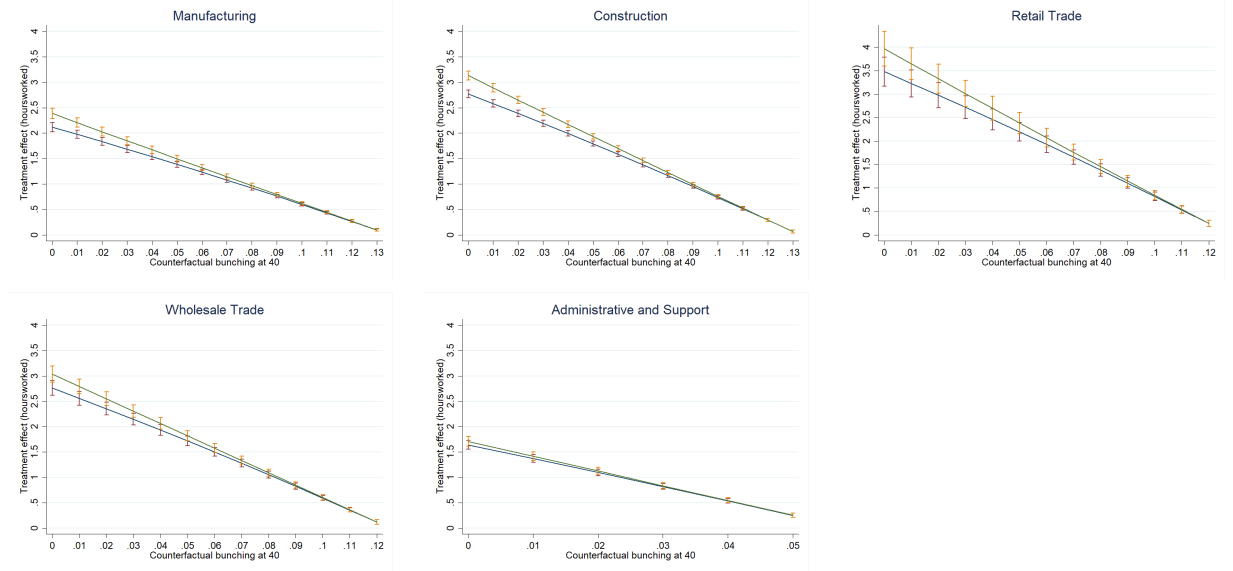 Manufacturing
Treatment effect (hoursworked)
4
3.5
3
2.5
2
1.5
1
.5
0
0 .01 .02 .03 .04 .05 .06 .07 .08 .09 .1 .11 .12 .13
Counterfactual bunching at 40
Construction
Treatment effect (hoursworked)
4
3.5
3
2.5
2
1.5
1
.5
0
0 .01 .02 .03 .04 .05 .06 .07 .08 .09 .1 .11 .12 .13
Counterfactual bunching at 40
Retail Trade
Treatment effect (hoursworked)
4
3.5
3
2.5
2
1.5
1
.5
0
0 .01 .02 .03 .04 .05 .06 .07 .08 .09 .1 .11 .12
Counterfactual bunching at 40
Wholesale Trade
Treatment effect (hoursworked)
4
3.5
3
2.5
2
1.5
1
.5
0
0 .01 .02 .03 .04 .05 .06 .07 .08 .09 .1 .11 .12
Counterfactual bunching at 40
Administrative and Support
Treatment effect (hoursworked)
4
3.5
3
2.5
2
1.5
1
.5
0
0 .01 .02 .03 .04 .05
Counterfactual bunching at 40